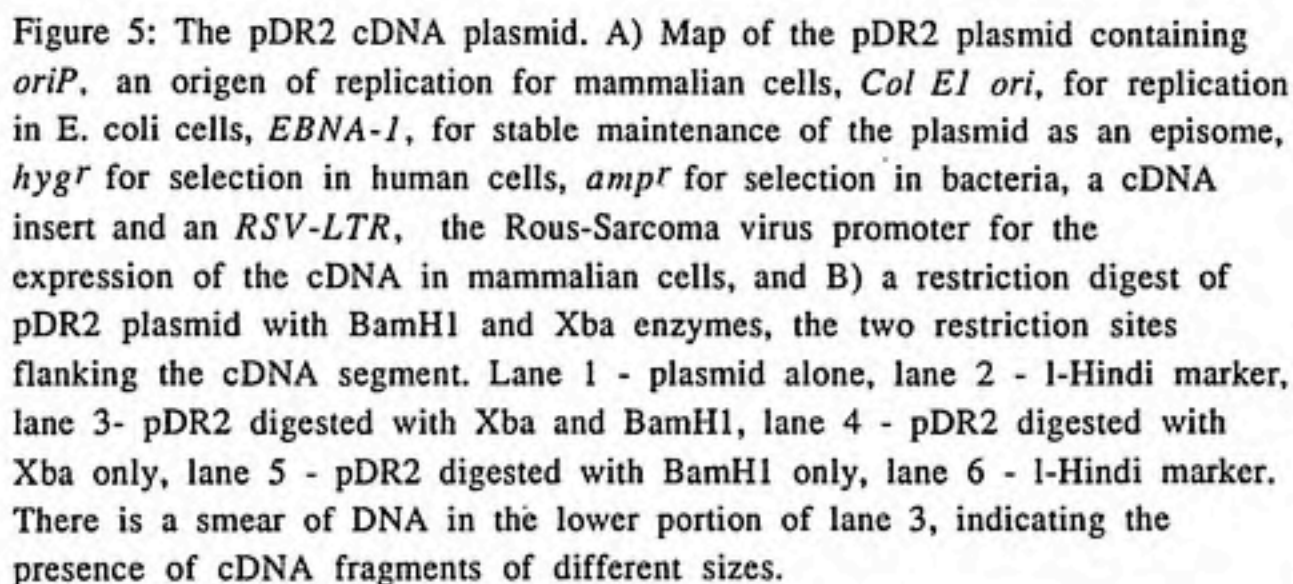 Figure 5: The pDR2 cDNA plasmid. A) Map of the pDR2 plasmid containing
oriP, an origen of replication for mammalian cells, Col E1 ori, for replication
in E. coli cells, EBNA-1, for stable maintenance of the plasmid as an episome,
hygr for selection in human cells, ampr for selection in bacteria, a cDNA
insert and an RSV-LTR, the Rous-Sarcoma virus promoter for the
expression of the cDNA in mammalian cells, and B) a restriction digest of
pDR2 plasmid with BamH1 and Xba enzymes, the two restriction sites
flanking the cDNA segment. Lane 1 - plasmid alone, lane 2 - l-Hindi marker,
lane 3- pDR2 digested with Xba and BamH1, lane 4 - pDR2 digested with
Xba only, lane 5 - pDR2 digested with BamH1 only, lane 6 - l-Hindi marker.
There is a smear of DNA in the lower portion of lane 3, indicating the
presence of cDNA fragments of different sizes.